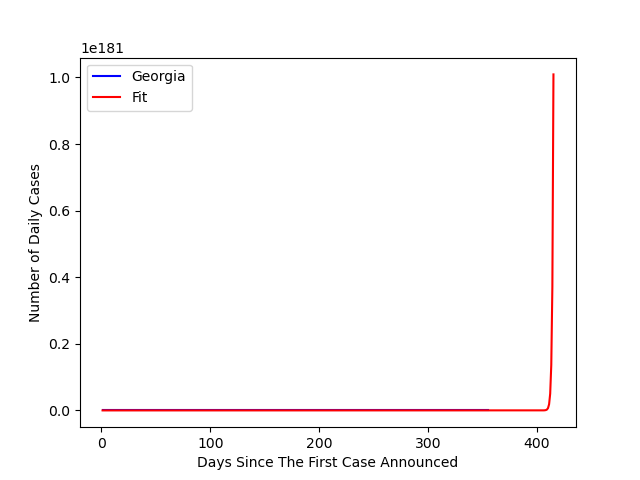 1e181
1.0
0.8
0.6
0.4
0.2
0.0
Georgia
Fit
Number of Daily Cases
0 100 200 300 400
Days Since The First Case Announced